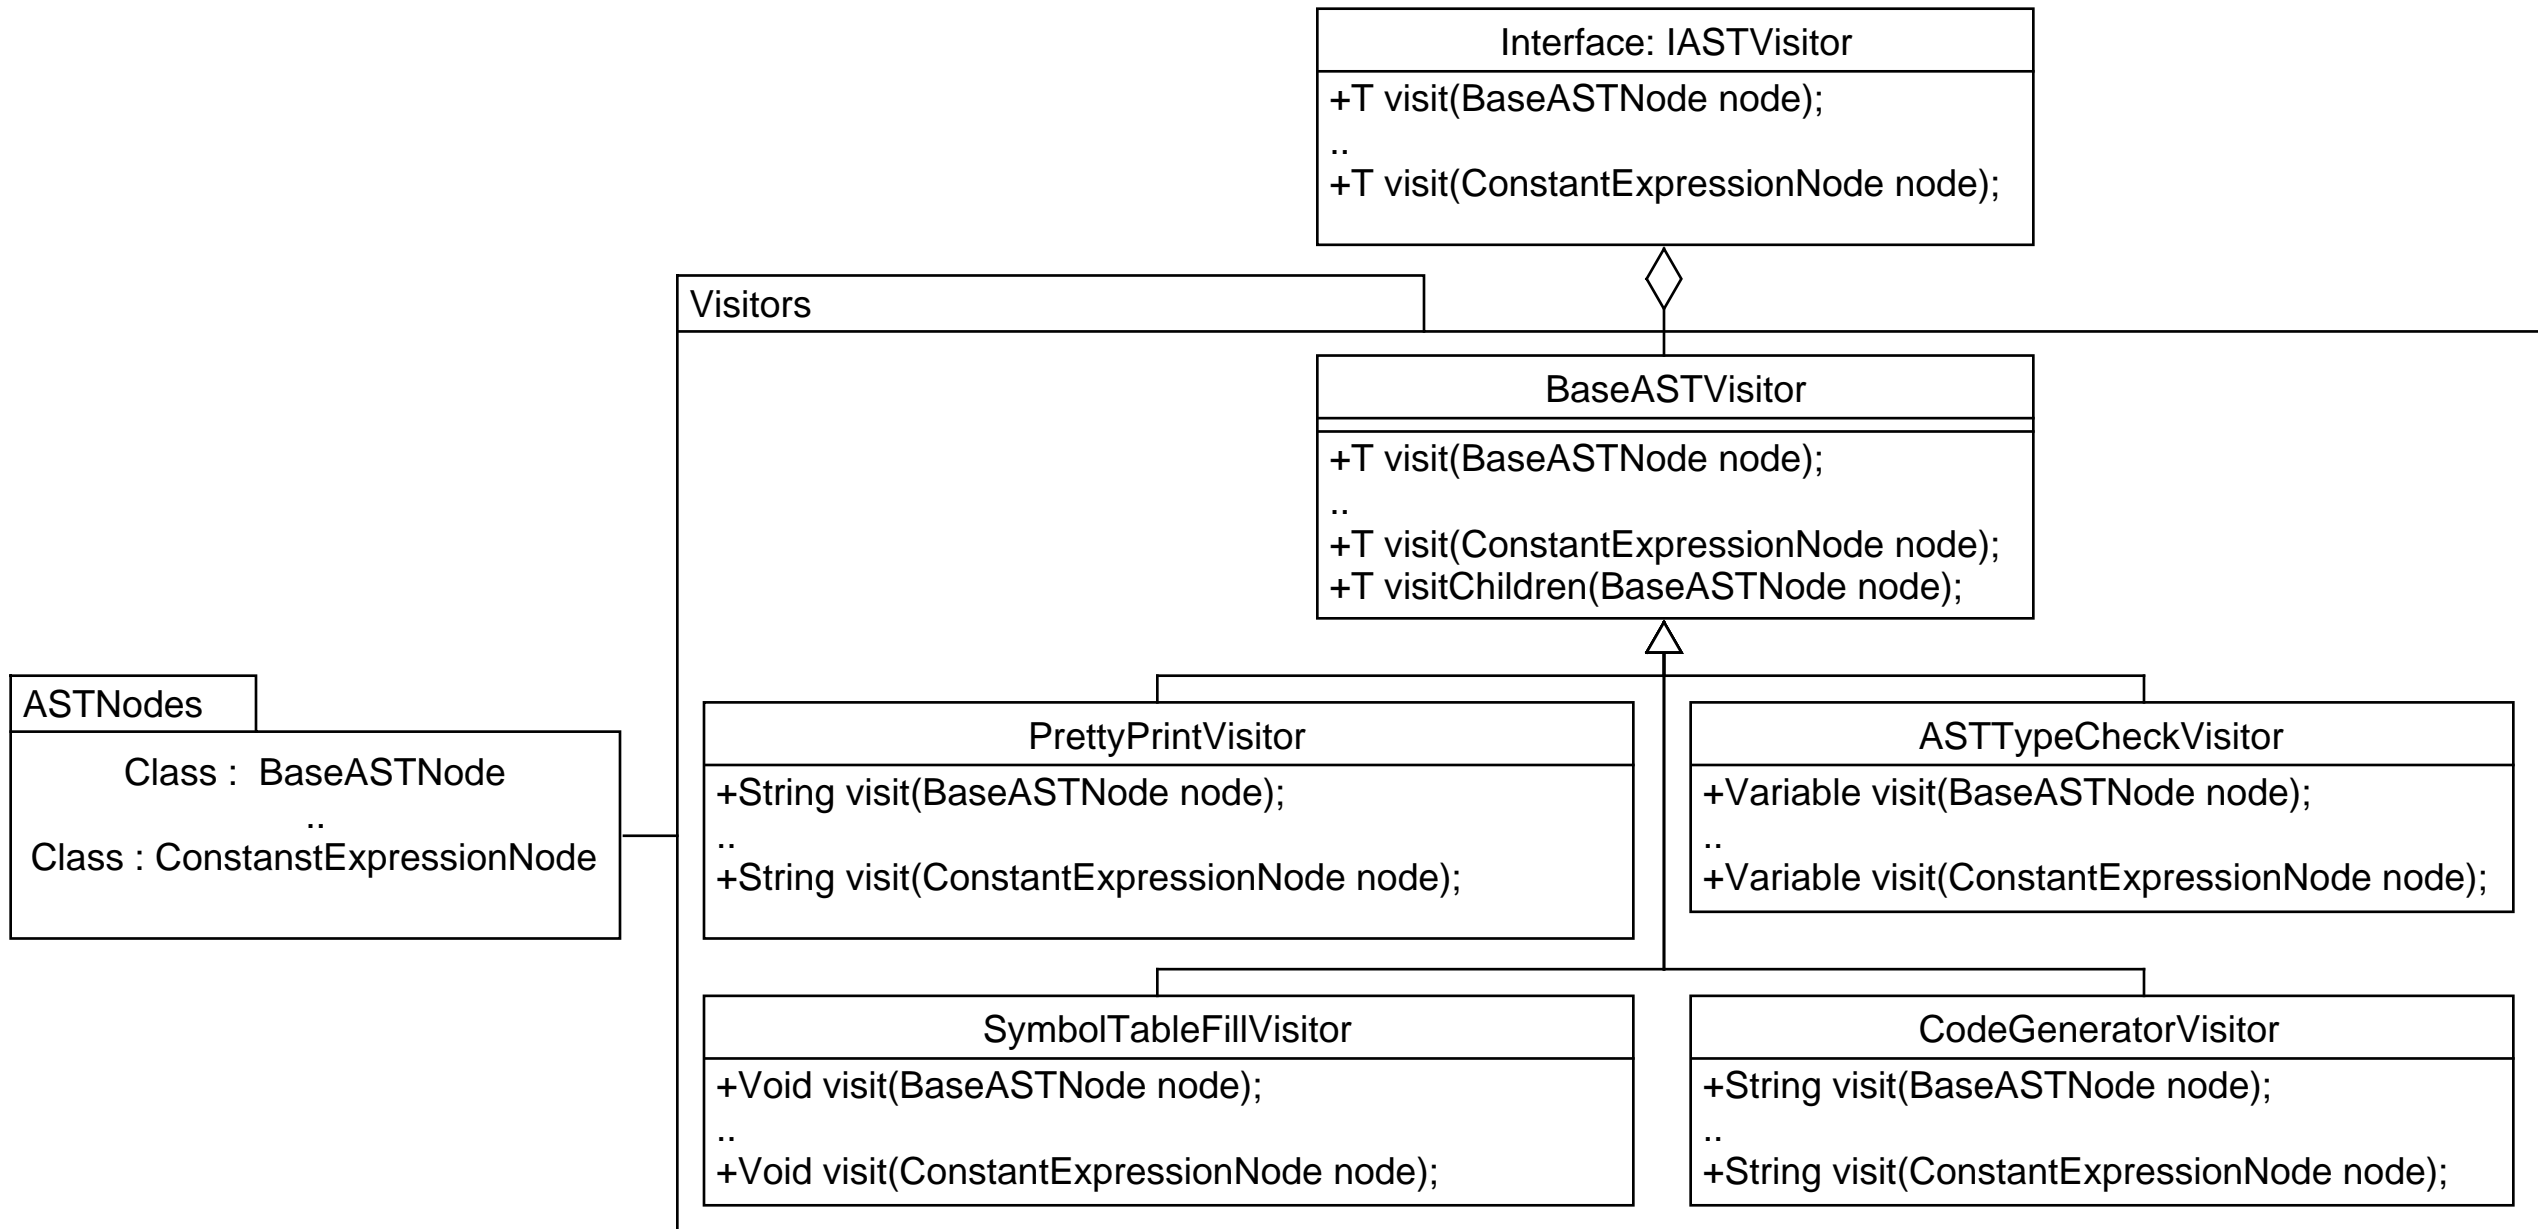 Interface: IASTVisitor
+T visit(BaseASTNode node);
..
+T visit(ConstantExpressionNode node);
Visitors
BaseASTVisitor
+T visit(BaseASTNode node);
..
+T visit(ConstantExpressionNode node);
+T visitChildren(BaseASTNode node);
ASTNodes
Class :  BaseASTNode
..
Class : ConstanstExpressionNode
PrettyPrintVisitor
+String visit(BaseASTNode node);
..
+String visit(ConstantExpressionNode node);
ASTTypeCheckVisitor
+Variable visit(BaseASTNode node);
..
+Variable visit(ConstantExpressionNode node);
SymbolTableFillVisitor
+Void visit(BaseASTNode node);
..
+Void visit(ConstantExpressionNode node);
CodeGeneratorVisitor
+String visit(BaseASTNode node);
..
+String visit(ConstantExpressionNode node);